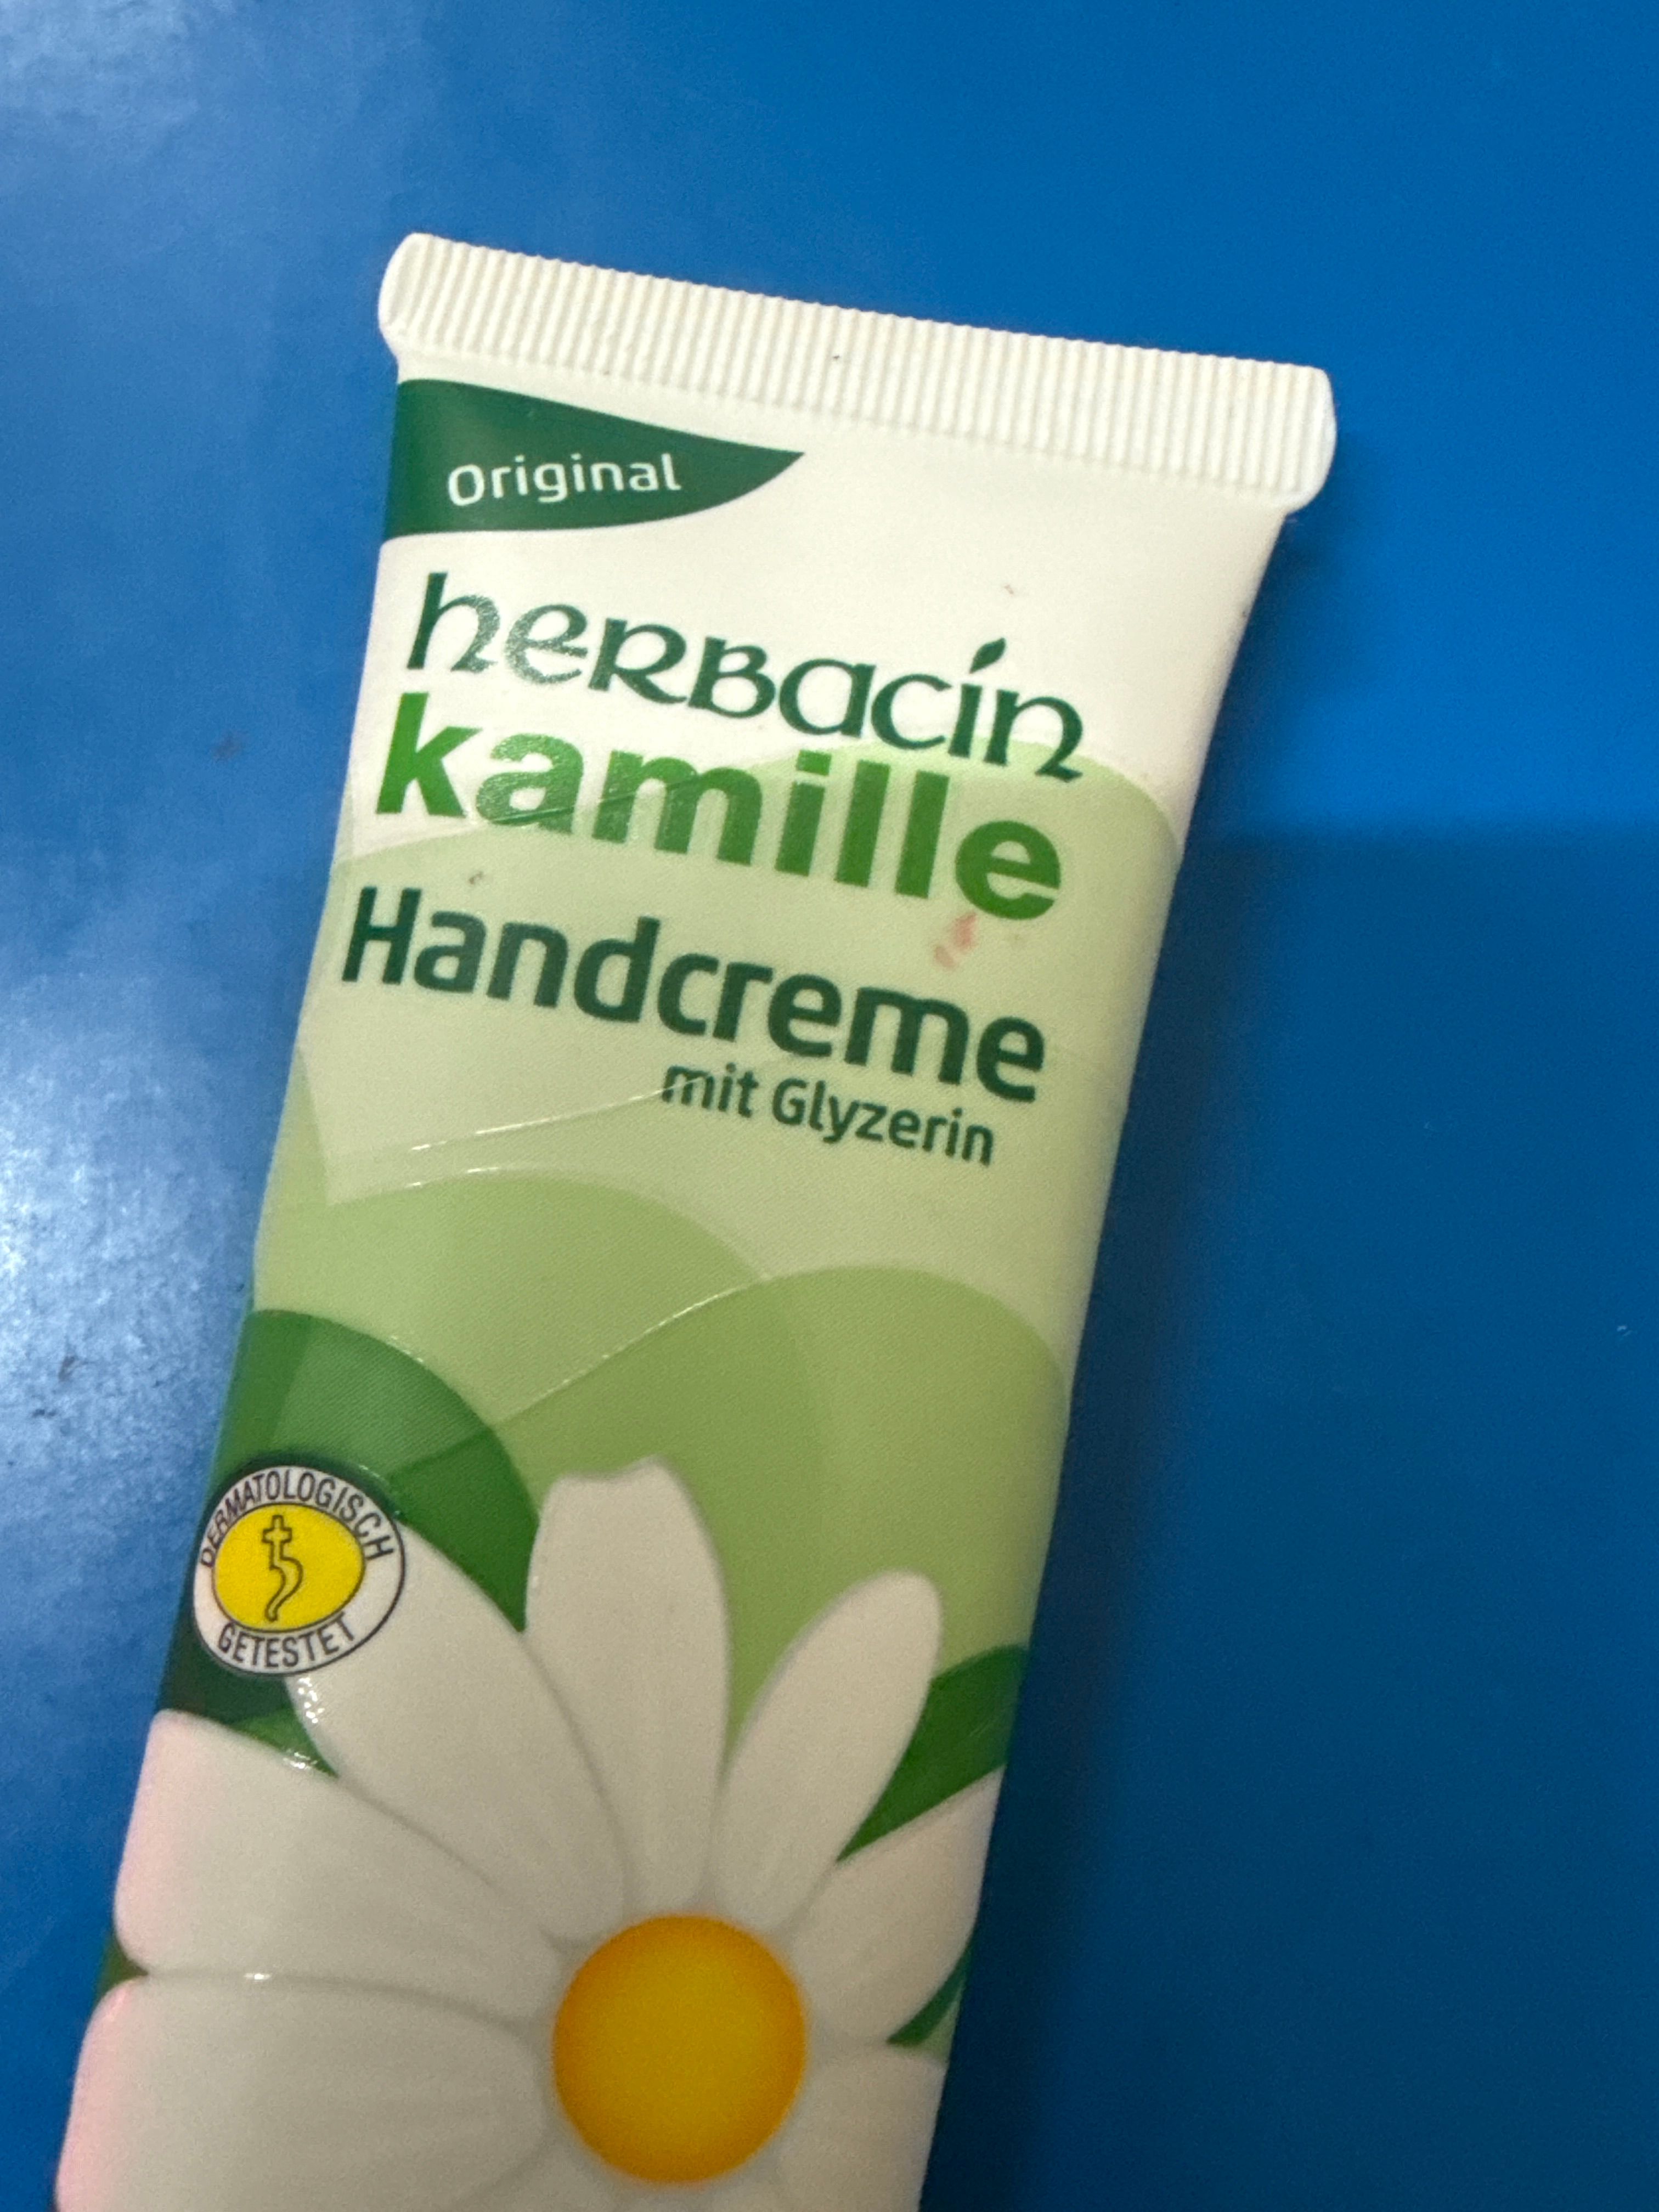 Original
herbacin
kamille
Handcreme
mit Glyzerin
DERMATOLOGISCH
GETESTET